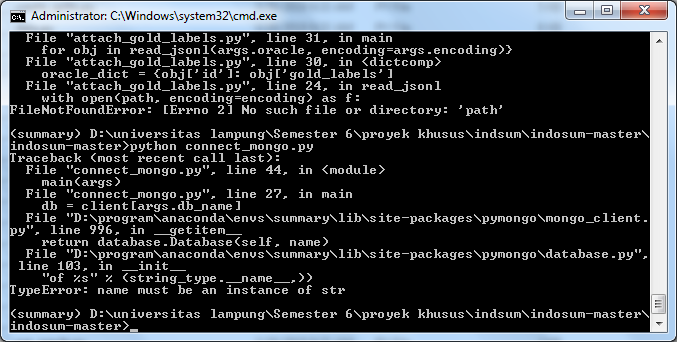 Administrator: C:\Windows\system32\cmd.exe
  File "attach_gold_labels.py", line 31, in main
    for obj in read_jsonl(args.oracle, encoding=args.encoding)}
  File "attach_gold_labels.py", line 30, in <dictcomp>
    oracle_dict = {obj['id']: obj['gold_labels']
  File "attach_gold_labels.py", line 24, in read_jsonl
    with open(path, encoding=encoding) as f:
FileNotFoundError: [Errno 2] No such file or directory: 'path'

(summary) D:\universitas lampung\Semester 6\proyek khusus\indsum\indosum-master\
indosum-master>python connect_mongo.py
Traceback (most recent call last):
  File "connect_mongo.py", line 44, in <module>
    main(args)
  File "connect_mongo.py", line 27, in main
    db = client[args.db_name]
  File "D:\program\anaconda\envs\summary\lib\site-packages\pymongo\mongo_client.
py", line 996, in __getitem__
    return database.Database(self, name)
  File "D:\program\anaconda\envs\summary\lib\site-packages\pymongo\database.py",
 line 103, in __init__
    "of %s" % (string_type.__name__,))
TypeError: name must be an instance of str

(summary) D:\universitas lampung\Semester 6\proyek khusus\indsum\indosum-master\
indosum-master>_